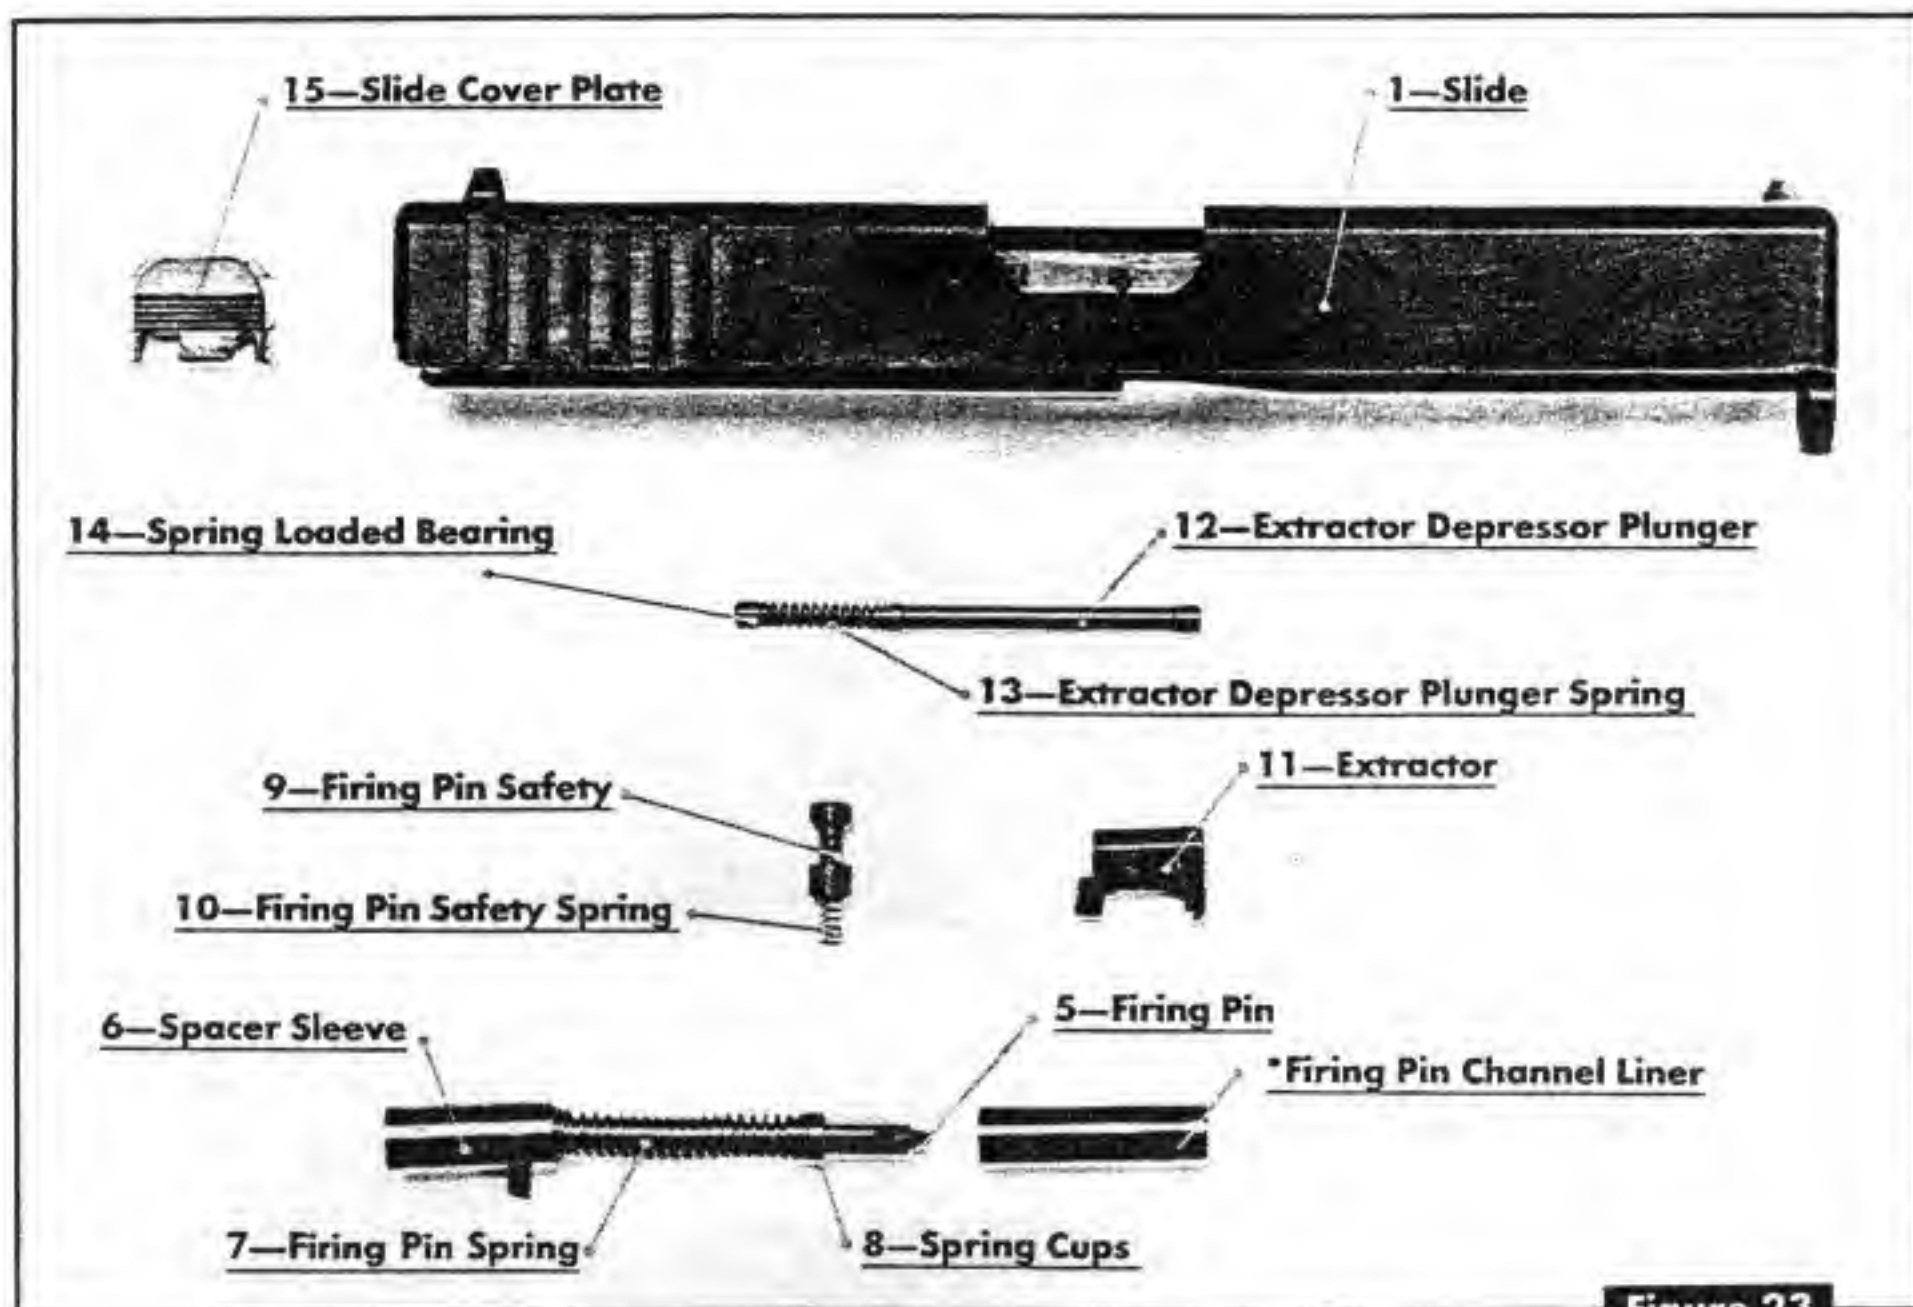 15—Slide Cover Plate
1—Slide
14—Spring Loaded Bearing
12—Extractor Depressor Plunger
13—Extractor Depressor Plunger Spring
9—Firing Pin Safety
11—Extractor
10—Firing Pin Safety Spring
6—Spacer Sleeve
5—Firing Pin
*Firing Pin Channel Liner
7—Firing Pin Spring
8—Spring Cups
Figure 23